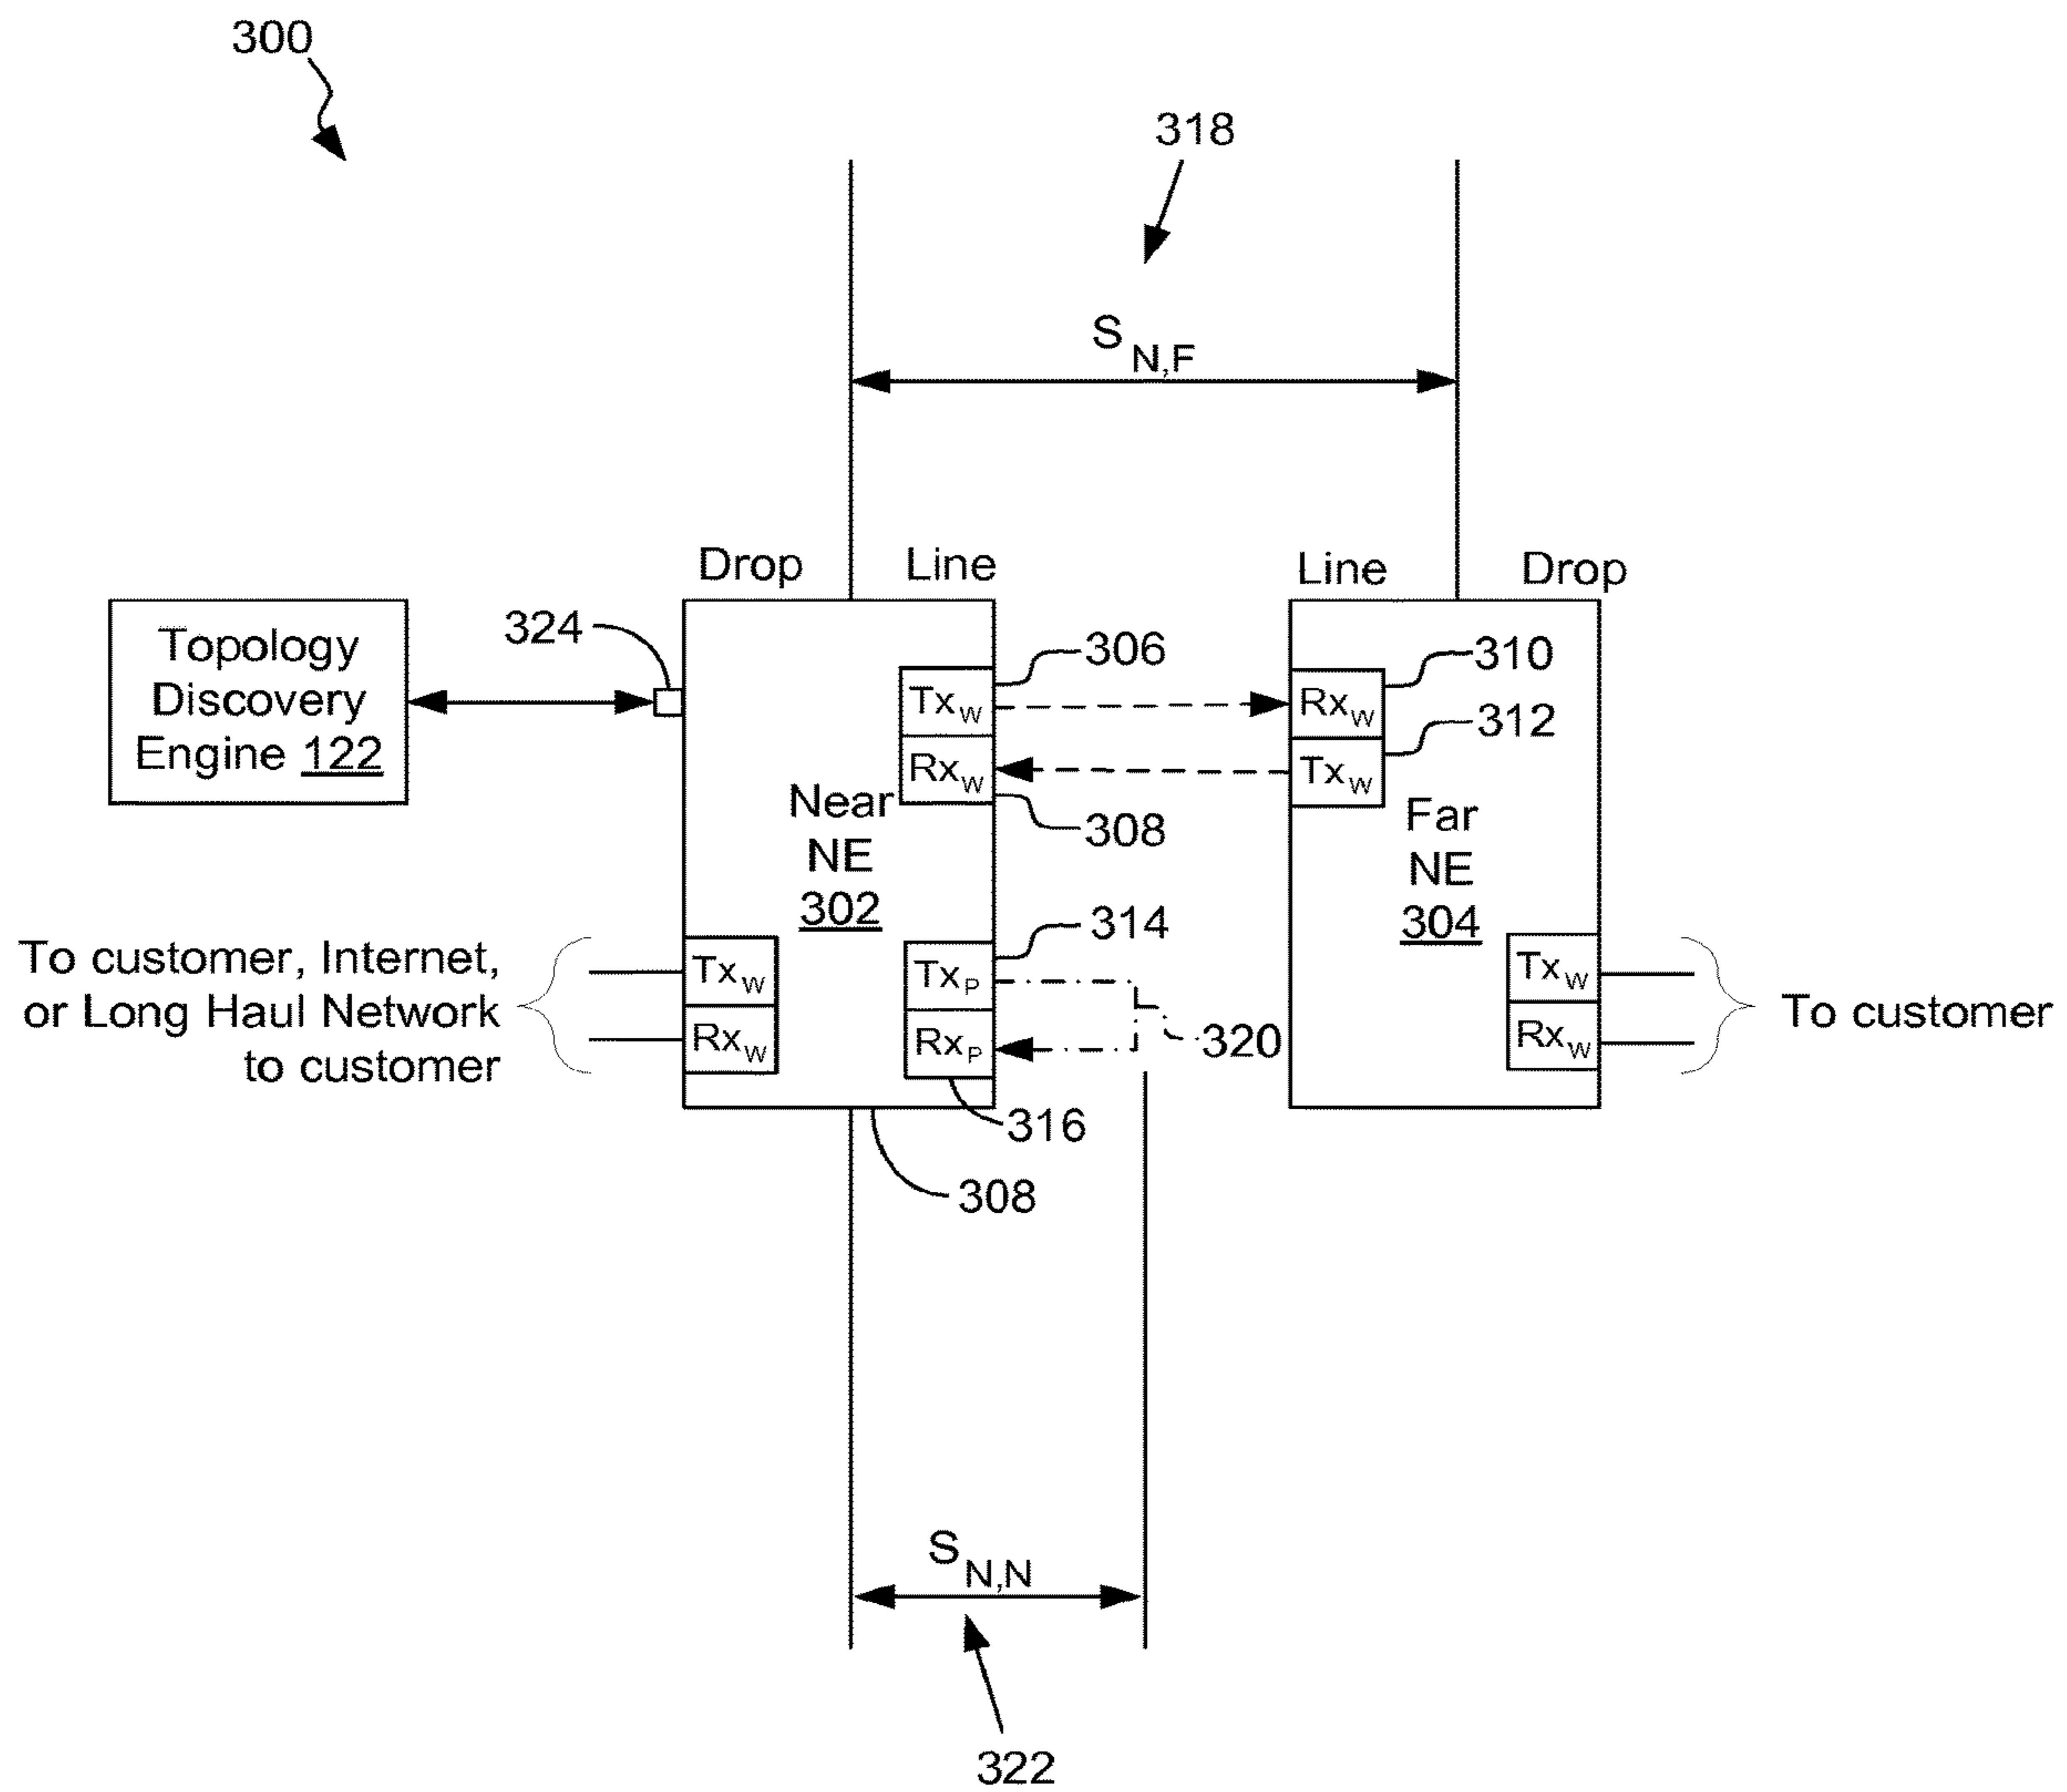 300
318
S N,F
Drop
Line
Line
Drop
Topology
Discovery
Engine 122
324
306
310
Tx W
Rx W
312
Rx W
Tx W
308
Near
NE
302
Far
NE
304
314
To customer, Internet,
or Long Haul Network
to customer
Tx W
Rx W
Tx P
Rx P
320
Tx W
Rx W
To customer
316
308
S N,N
322